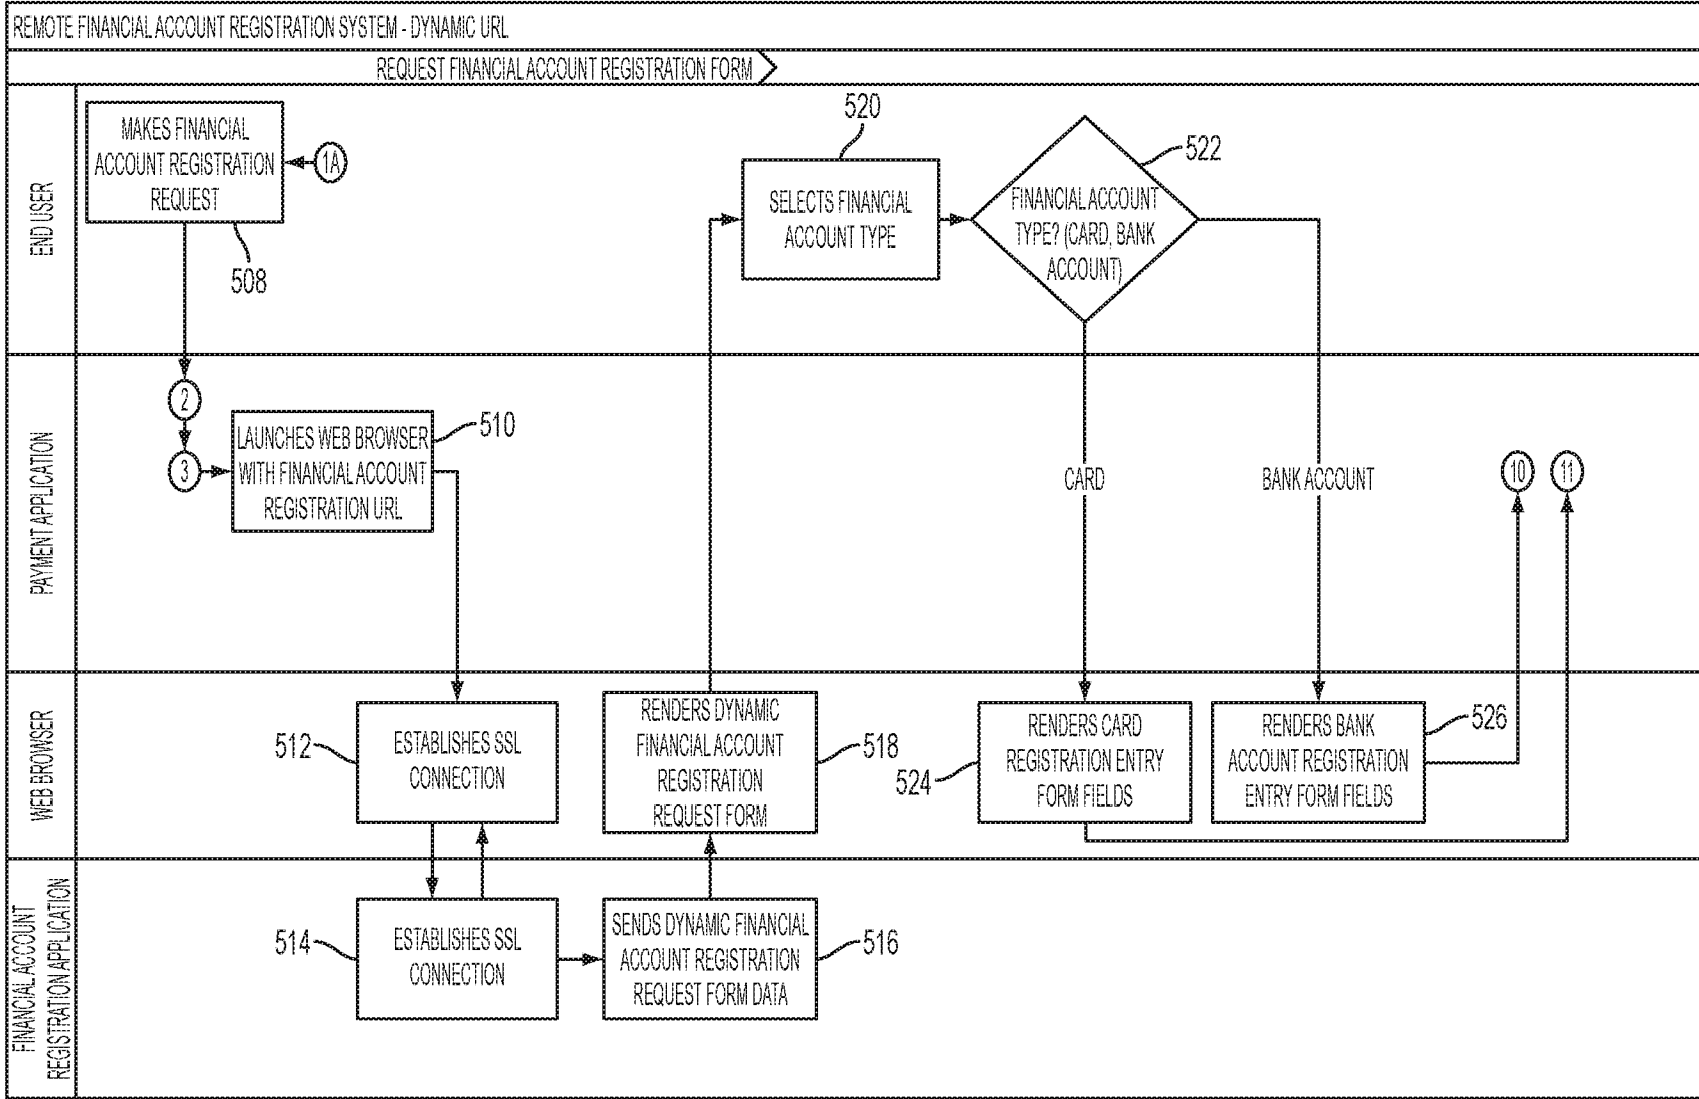 REMOTE FINANCIAL ACCOUNT REGISTRATION SYSTEM - DYNAMIC URL
REQUEST FINANCIAL ACCOUNT REGISTRATION FORM
END USER
MAKES FINANCIAL
ACCOUNT REGISTRATION
REQUEST
1A
508
520
SELECTS FINANCIAL
ACCOUNT TYPE
522
FINANCIAL ACCOUNT
TYPE? (CARD, BANK
ACCOUNT)
PAYMENT APPLICATION
2
3
LAUNCHES WEB BROWSER
WITH FINANCIAL ACCOUNT
REGISTRATION URL
510
CARD
BANK ACCOUNT
10
11
WEB BROWSER
512
ESTABLISHES SSL
CONNECTION
RENDERS DYNAMIC
FINANCIAL ACCOUNT
REGISTRATION
REQUEST FORM
518
524
RENDERS CARD
REGISTRATION ENTRY
FORM FIELDS
RENDERS BANK
ACCOUNT REGISTRATION
ENTRY FORM FIELDS
526
FINANCIAL ACCOUNT
REGISTRATION APPLICATION
514
ESTABLISHES SSL
CONNECTION
SENDS DYNAMIC FINANCIAL
ACCOUNT REGISTRATION
REQUEST FORM DATA
516